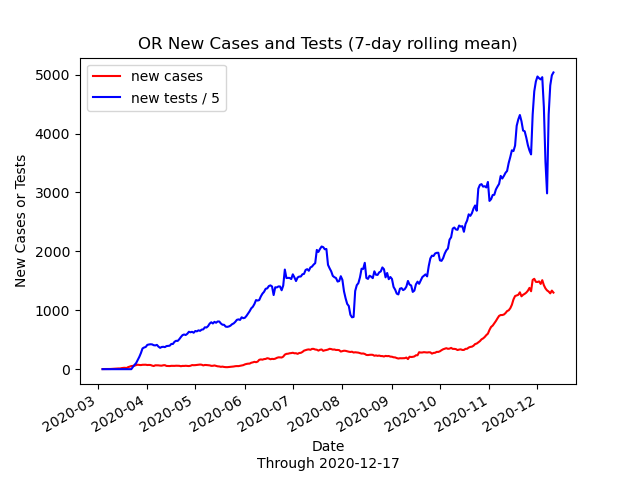 OR New Cases and Tests (7-day rolling mean)
new cases
new tests / 5
New Cases or Tests
5000
4000
3000
2000
1000
0
2020-03
2020-04
2020-05
2020-06
2020-07
2020-08
2020-09
2020-10
2020-11
2020-12
Date
Through 2020-12-17